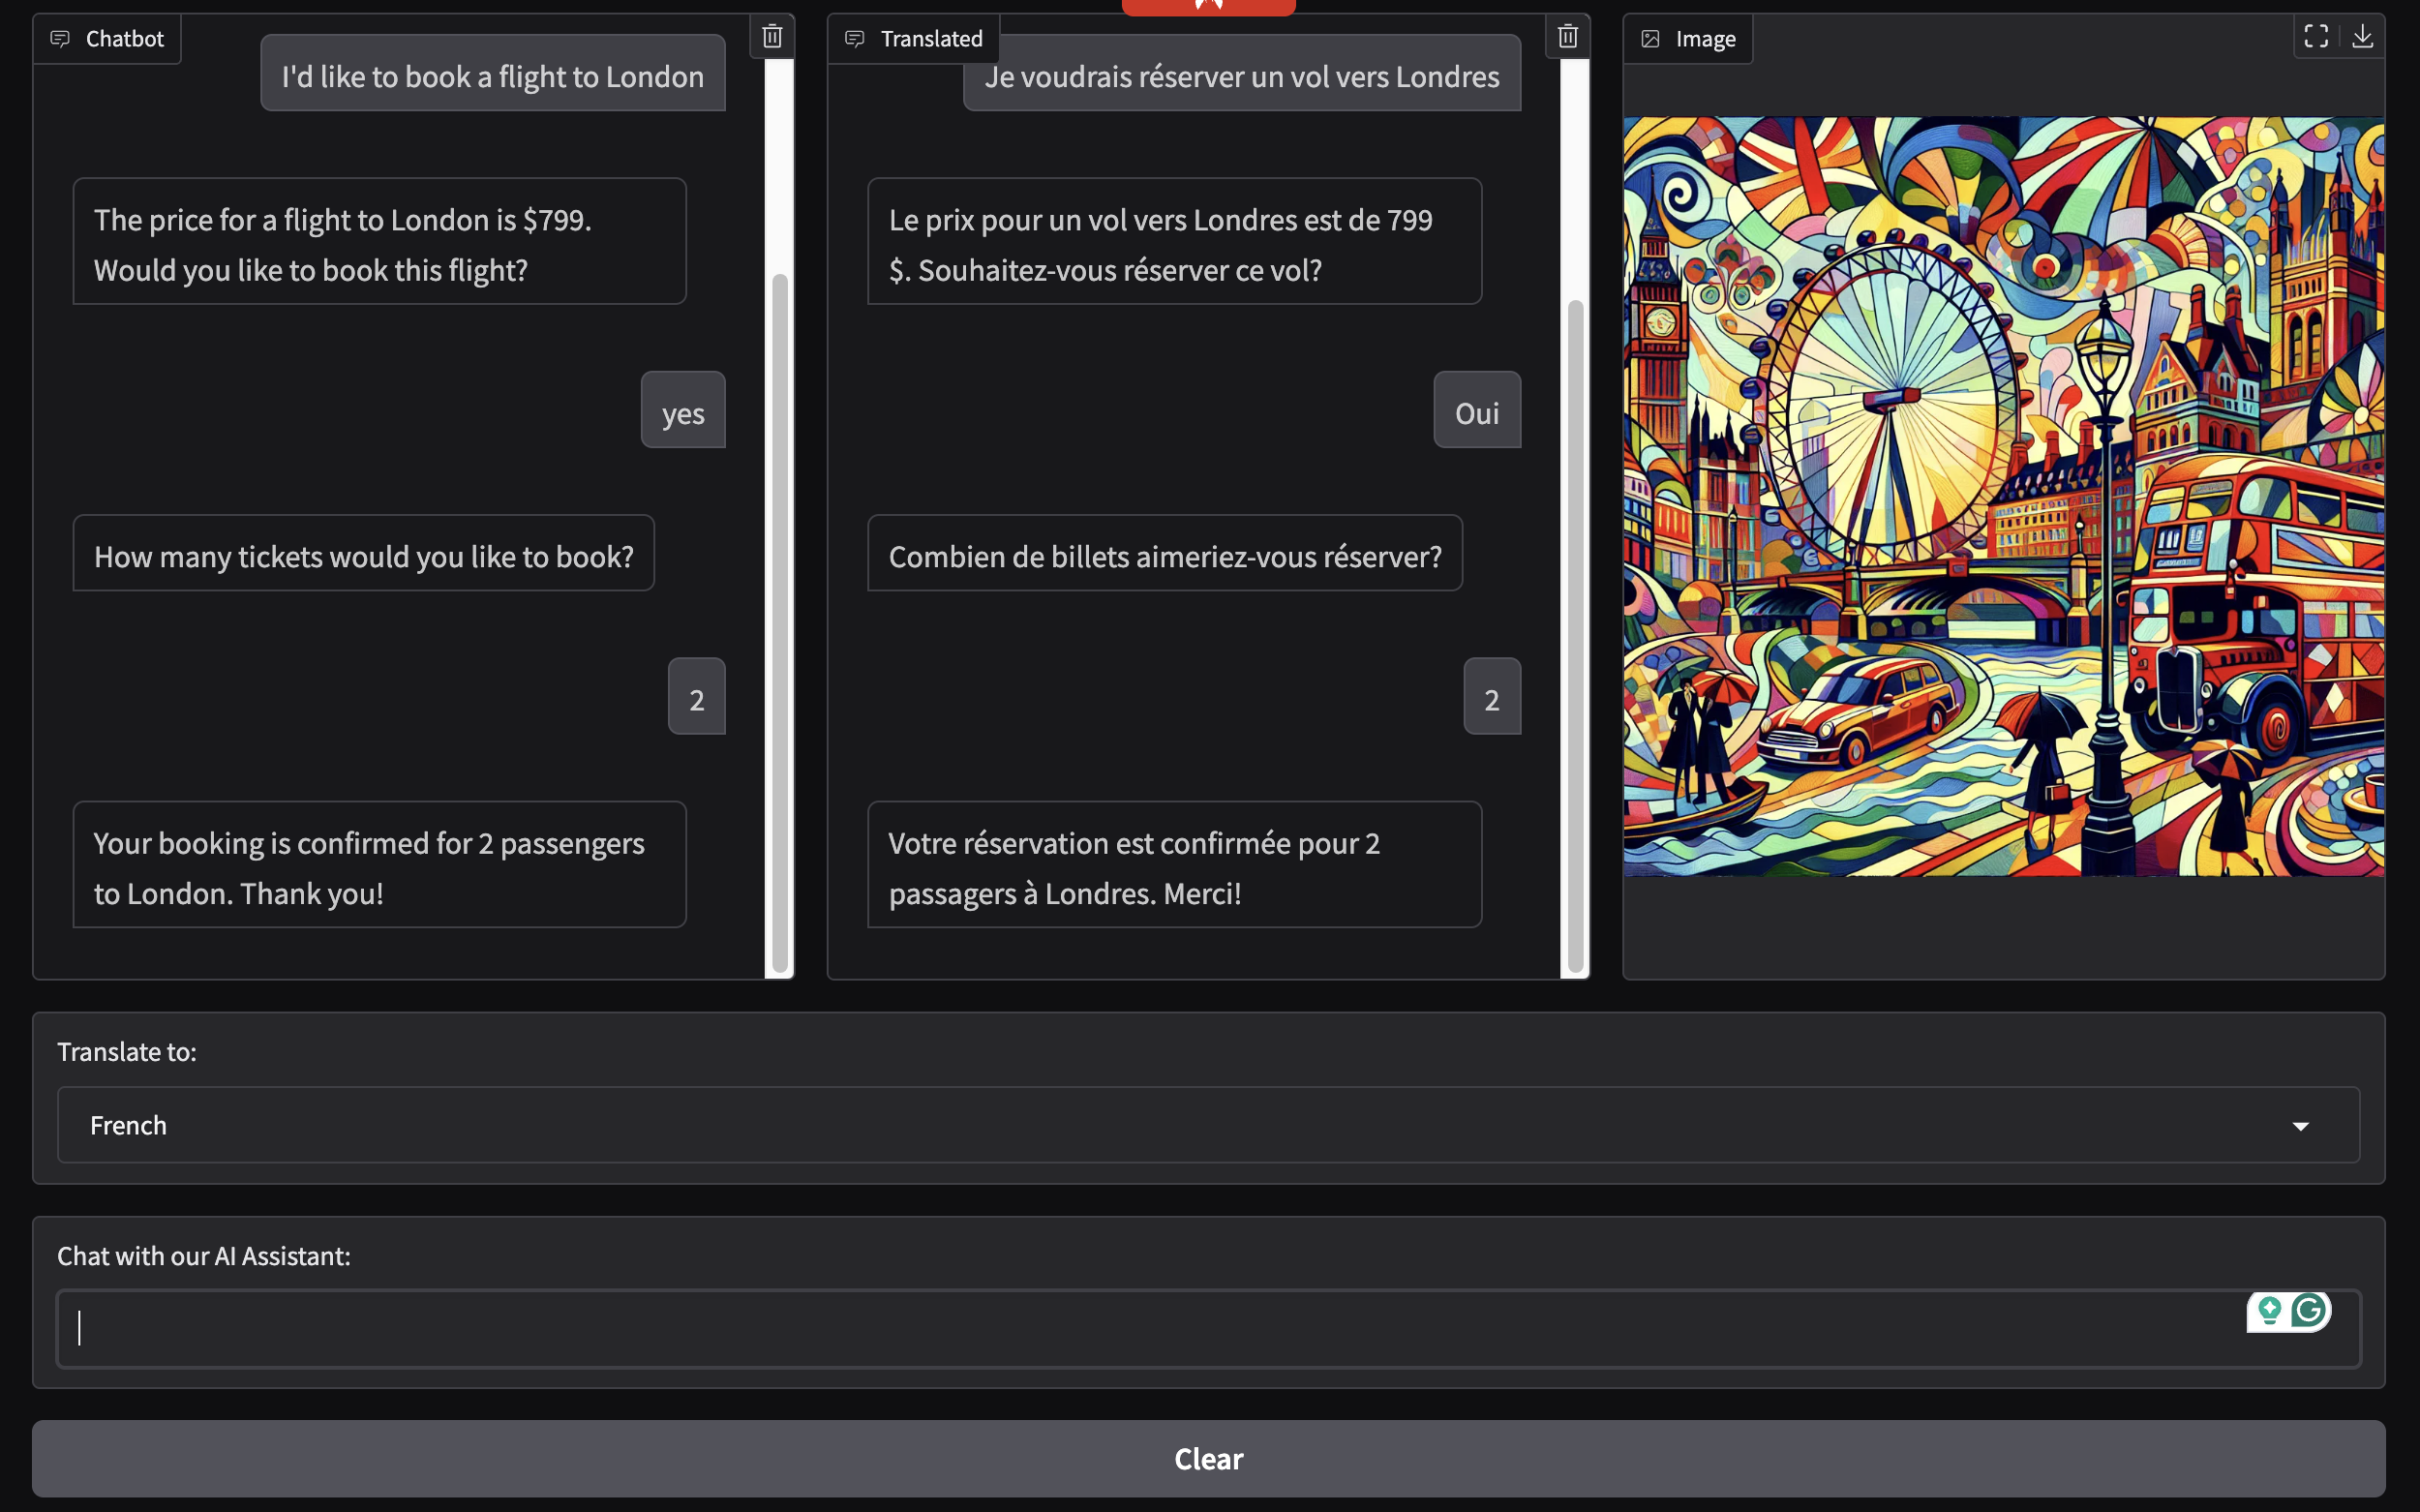 Chatbot
I'd like to book a flight to London
The price for a flight to London is $799.
Would you like to book this flight?
yes
How many tickets would you like to book?
2
Your booking is confirmed for 2 passengers
to London. Thank you!
Translated
Je voudrais réserver un vol vers Londres
Le prix pour un vol vers Londres est de 799
$. Souhaitez-vous réserver ce vol?
Oui
Combien de billets aimeriez-vous réserver?
2
Votre réservation est confirmée pour 2
passagers à Londres. Merci!
Image
Translate to:
French
Chat with our AI Assistant:
Clear